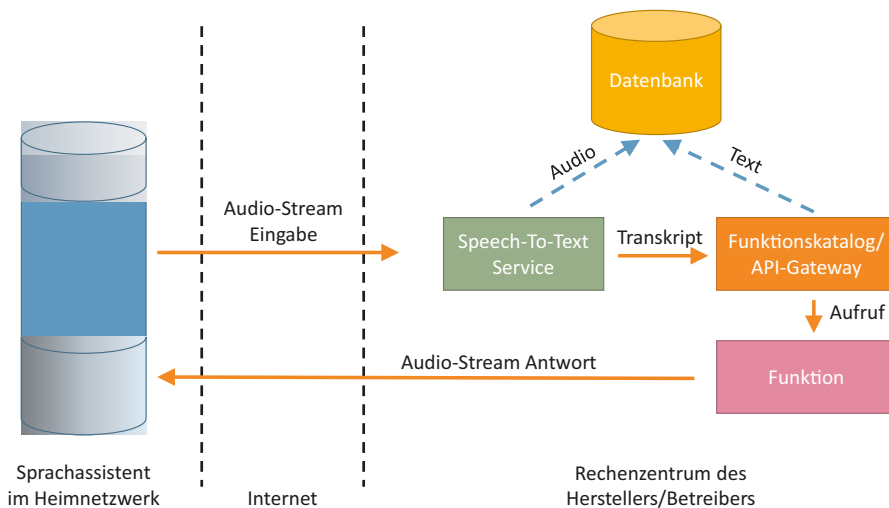 Datenbank
Audio
Text
Audio-Stream
Eingabe
Speech-To-Text
Service
Transkript
Funktionskatalog/
API-Gateway
Aufruf
Audio-Stream Antwort
Funktion
Sprachassistent
im Heimnetzwerk
Internet
Rechenzentrum des
Herstellers/Betreibers